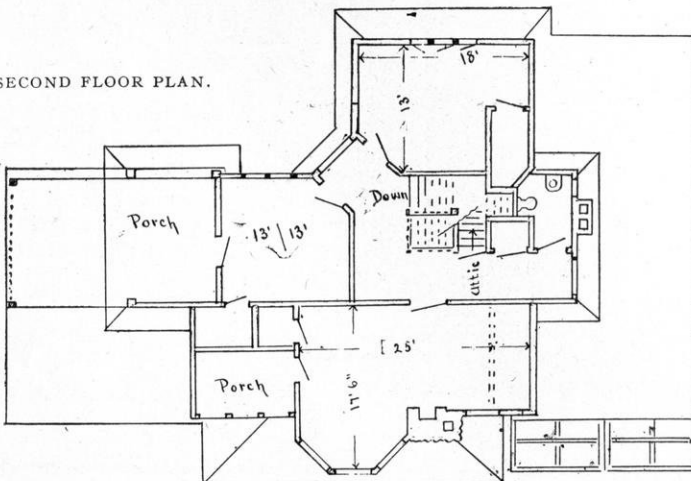 SECOND FLOOR PLAN.
18'
13'
Down
Porch
13' / 13'
Attic
25'
17'6"
Porch